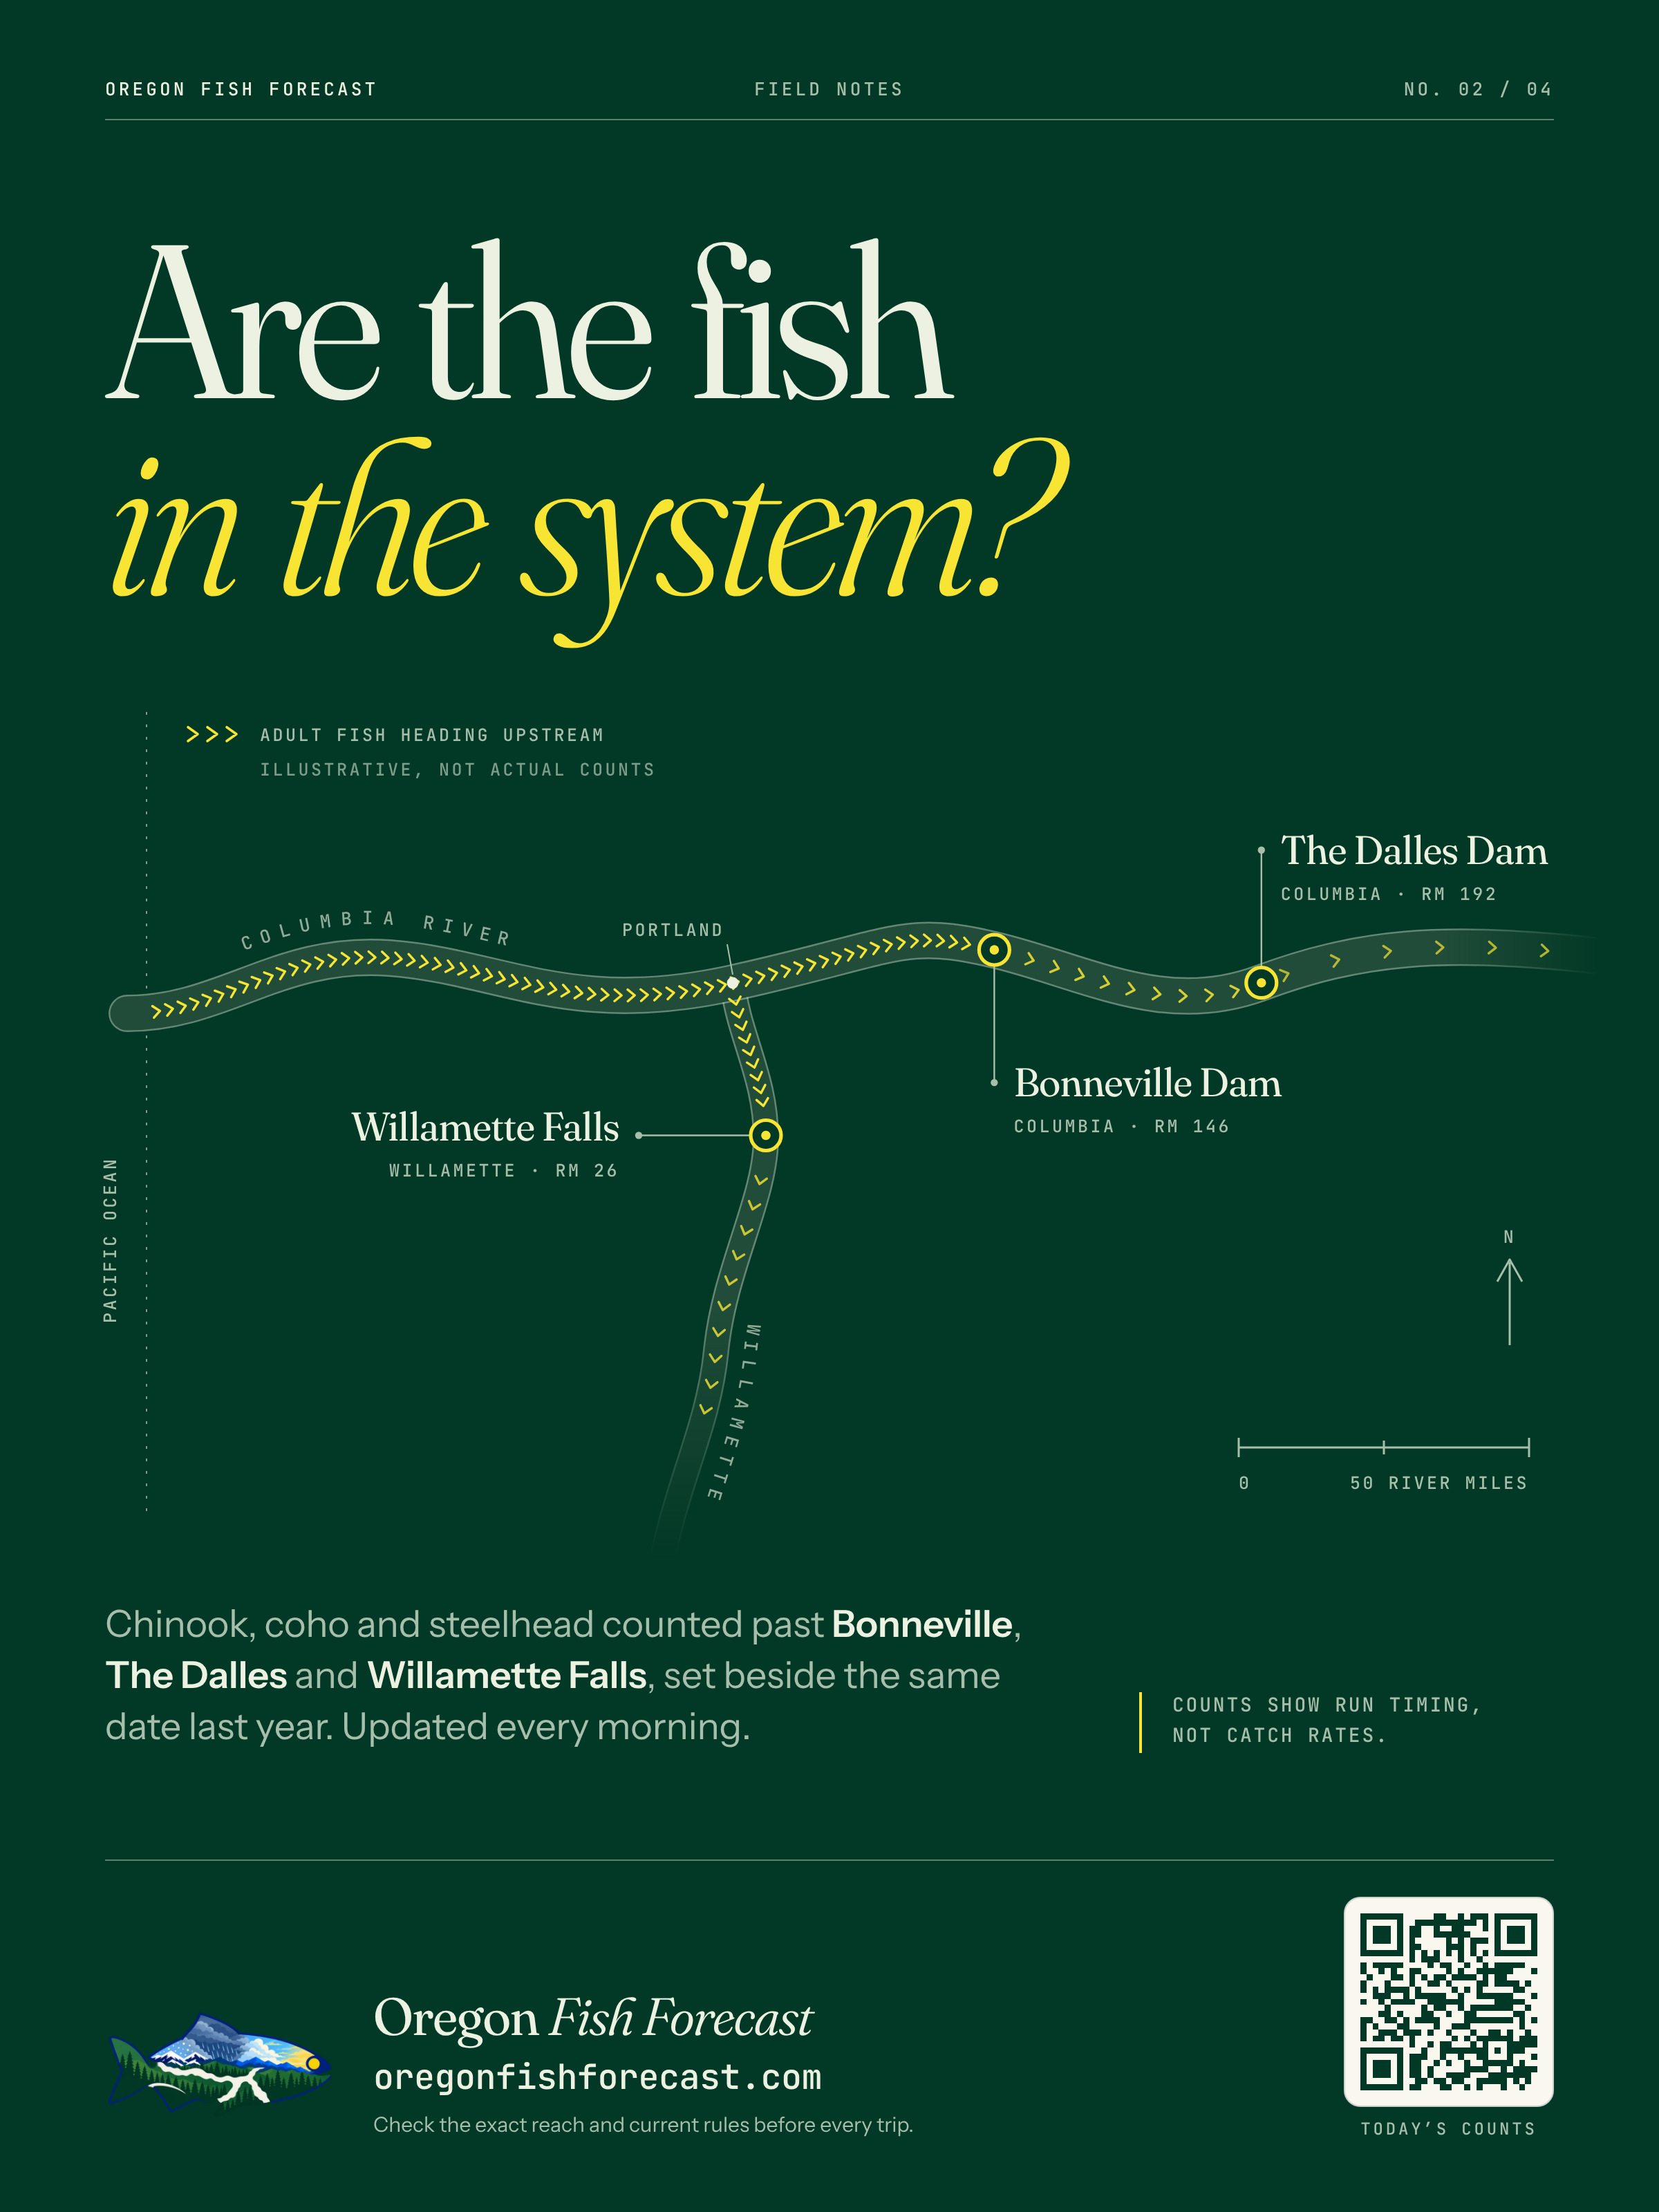 OREGON FISH FORECAST
FIELD NOTES
NO. 02 / 04
Are the fish
in the system?
>>> ADULT FISH HEADING UPSTREAM
ILLUSTRATIVE, NOT ACTUAL COUNTS
The Dalles Dam
COLUMBIA · RM 192
COLUMBIA RIVER
PORTLAND
Bonneville Dam
COLUMBIA · RM 146
Willamette Falls
WILLAMETTE · RM 26
PACIFIC OCEAN
N
WILLAMETTE
0
50 RIVER MILES
Chinook, coho and steelhead counted past Bonneville,
The Dalles and Willamette Falls, set beside the same
date last year. Updated every morning.
COUNTS SHOW RUN TIMING,
NOT CATCH RATES.
Oregon Fish Forecast
oregonfishforecast.com
Check the exact reach and current rules before every trip.
TODAY’S COUNTS